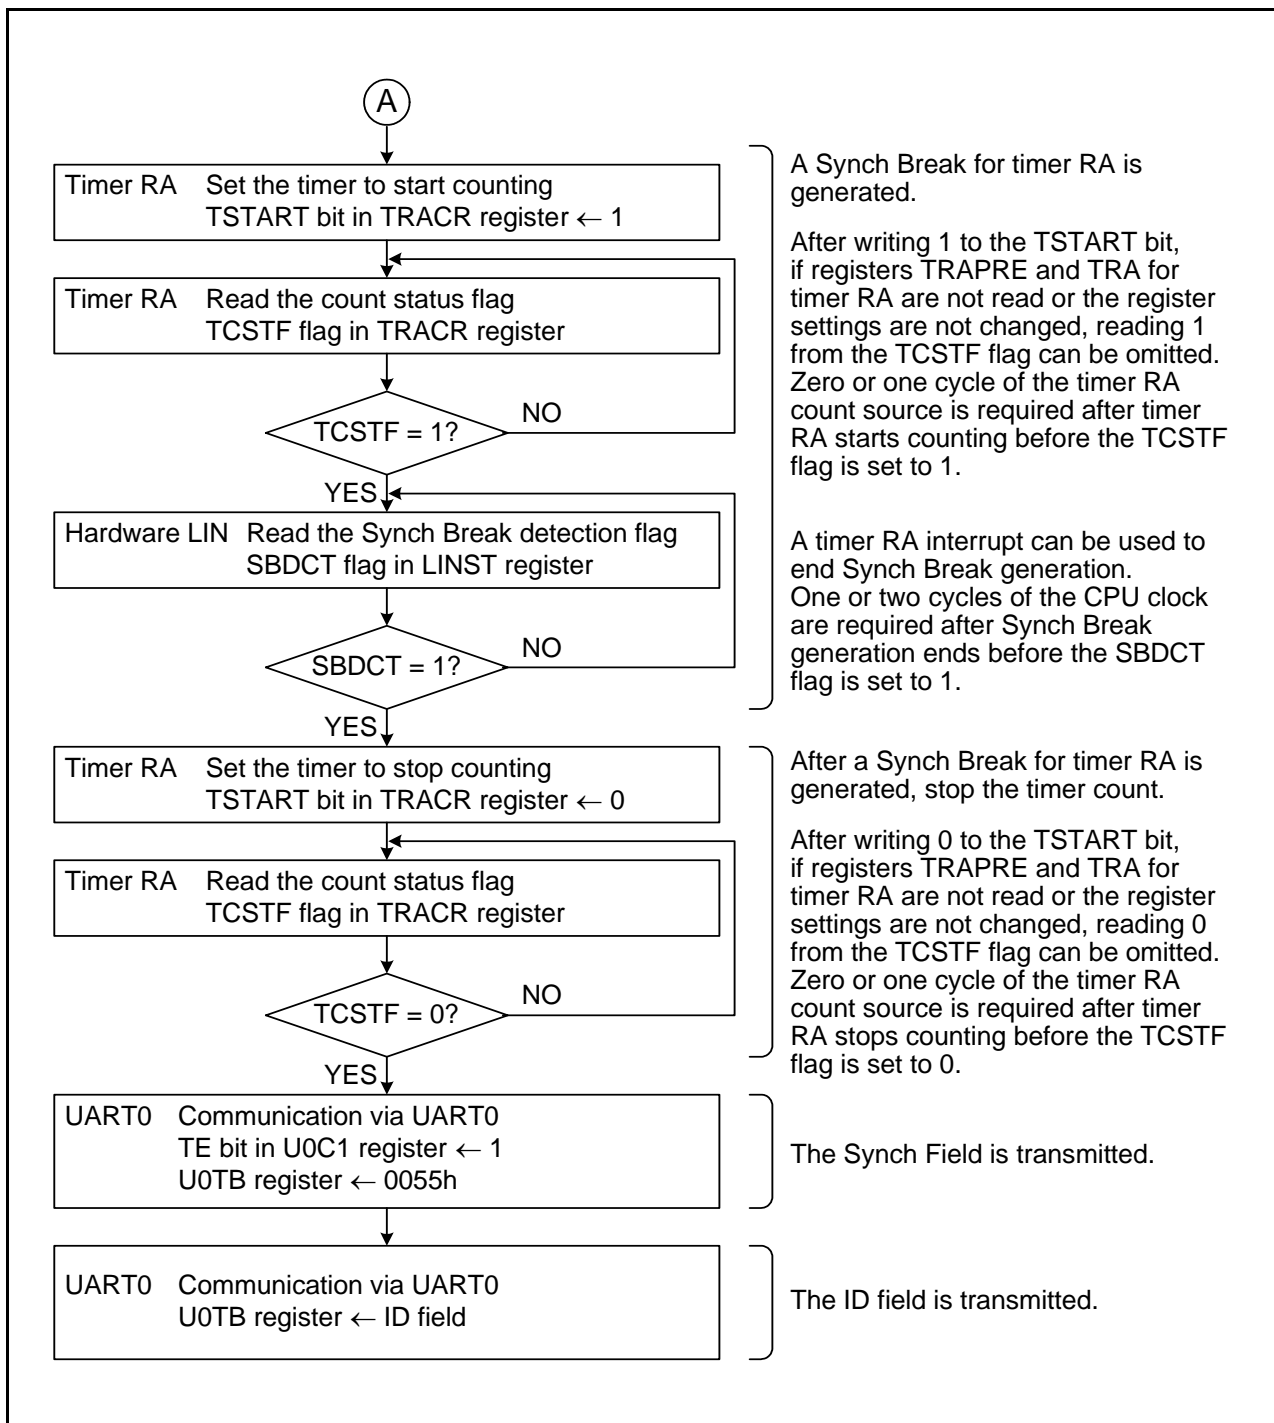 A
Timer RA Set the timer to start counting
TSTART bit in TRACR register ← 1
Timer RA Read the count status flag
TCSTF flag in TRACR register
TCSTF = 1?
NO
YES
Hardware LIN Read the Synch Break detection flag
SBDCT flag in LINST register
SBDCT = 1?
NO
YES
A Synch Break for timer RA is
generated.
After writing 1 to the TSTART bit,
if registers TRAPRE and TRA for
timer RA are not read or the register
settings are not changed, reading 1
from the TCSTF flag can be omitted.
Zero or one cycle of the timer RA
count source is required after timer
RA starts counting before the TCSTF
flag is set to 1.
A timer RA interrupt can be used to
end Synch Break generation.
One or two cycles of the CPU clock
are required after Synch Break
generation ends before the SBDCT
flag is set to 1.
Timer RA Set the timer to stop counting
TSTART bit in TRACR register ← 0
Timer RA Read the count status flag
TCSTF flag in TRACR register
TCSTF = 0?
NO
YES
After a Synch Break for timer RA is
generated, stop the timer count.
After writing 0 to the TSTART bit,
if registers TRAPRE and TRA for
timer RA are not read or the register
settings are not changed, reading 0
from the TCSTF flag can be omitted.
Zero or one cycle of the timer RA
count source is required after timer
RA stops counting before the TCSTF
flag is set to 0.
UART0 Communication via UART0
TE bit in U0C1 register ← 1
U0TB register ← 0055h
The Synch Field is transmitted.
UART0 Communication via UART0
U0TB register ← ID field
The ID field is transmitted.